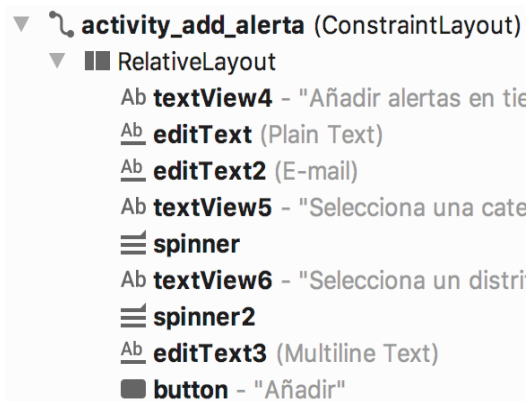 activity_add_alerta (ConstraintLayout)
RelativeLayout
Ab textView4 - "Añadir alertas en tie
Ab editText (Plain Text)
Ab editText2 (E-mail)
Ab textView5 - "Selecciona una cate
spinner
Ab textView6 - "Selecciona un distri
spinner2
Ab editText3 (Multiline Text)
button - "Añadir"